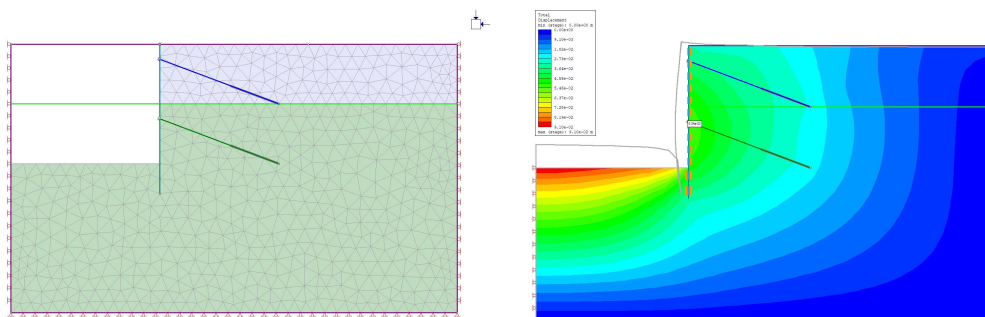 Total
Displacement
min (stage): 0.00e+00 m
0.00e+00
9.10e-03
1.82e-02
2.73e-02
3.64e-02
4.55e-02
5.46e-02
6.37e-02
7.28e-02
8.19e-02
9.10e-02
max (stage): 9.10e-02 m